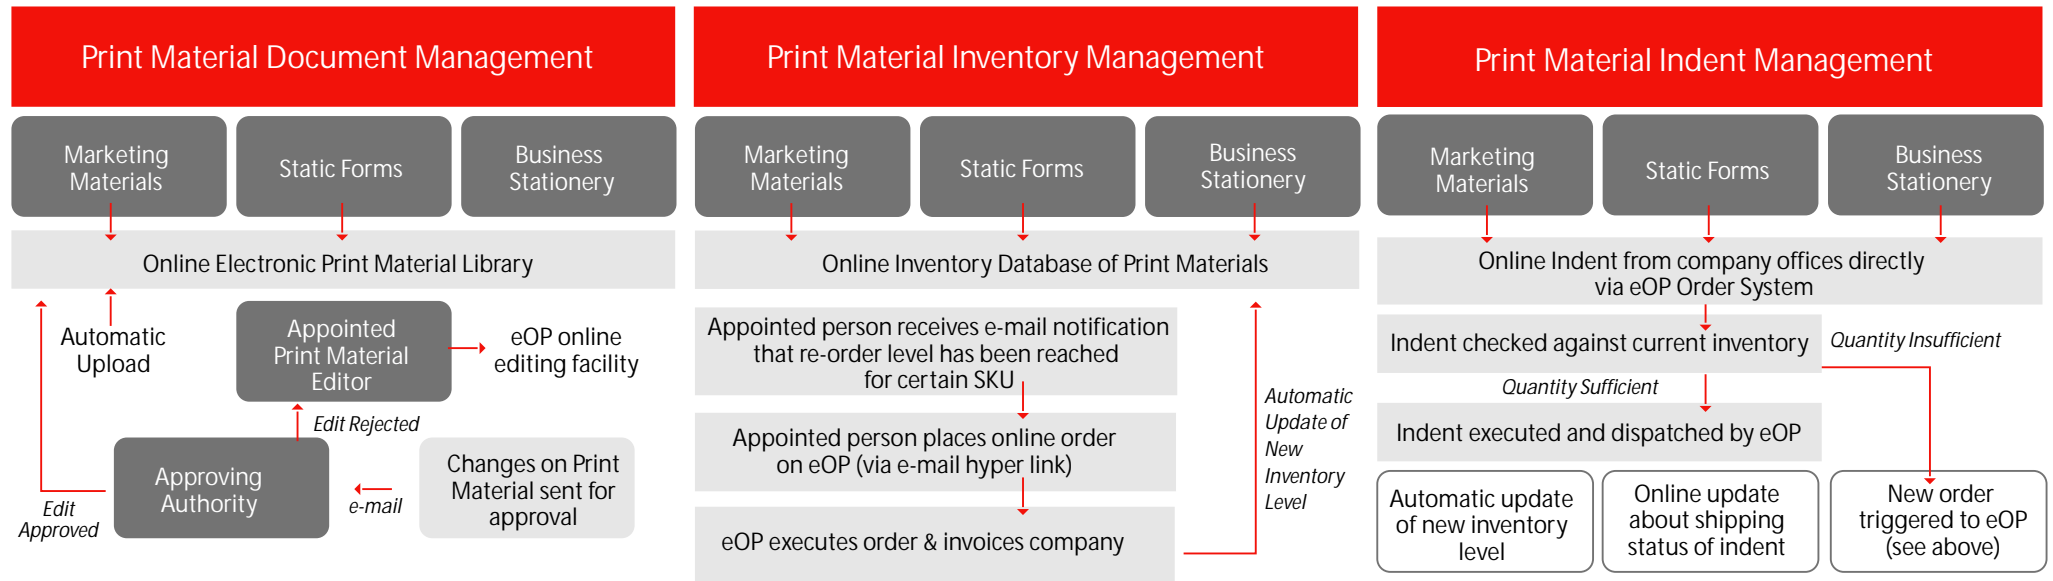 Print Material Document Management
Marketing
Materials
Static Forms
Business
Stationery
Online Electronic Print Material Library
Automatic
Upload
Appointed
Print Material
Editor
eOP online
editing facility
Edit Rejected
Approving
Authority
e-mail
Changes on Print
Material sent for
approval
Edit
Approved
Print Material Inventory Management
Marketing
Materials
Static Forms
Business
Stationery
Online Inventory Database of Print Materials
Appointed person receives e-mail notification
that re-order level has been reached
for certain SKU
Appointed person places online order
on eOP (via e-mail hyper link)
eOP executes order & invoices company
Automatic
Update of
New
Inventory
Level
Print Material Indent Management
Marketing
Materials
Static Forms
Business
Stationery
Online Indent from company offices directly
via eOP Order System
Indent checked against current inventory
Quantity Insufficient
Quantity Sufficient
Indent executed and dispatched by eOP
Automatic update
of new inventory
level
Online update
about shipping
status of indent
New order
triggered to eOP
(see above)